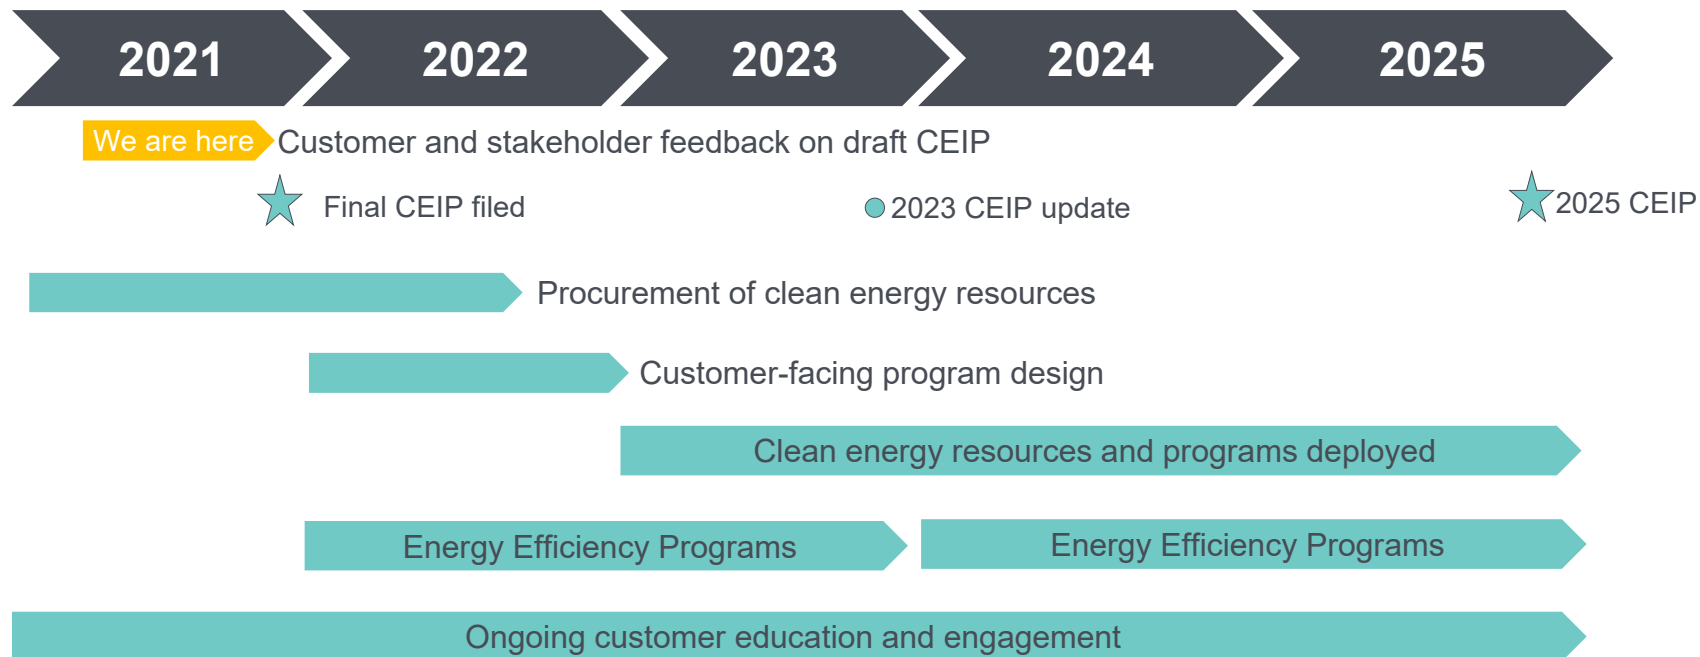 2021 2022 2023 2024 2025
We are here Customer and stakeholder feedback on draft CEIP
Final CEIP filed 2023 CEIP update 2025 CEIP
Procurement of clean energy resources
Customer-facing program design
Clean energy resources and programs deployed
Energy Efficiency Programs Energy Efficiency Programs
Ongoing customer education and engagement